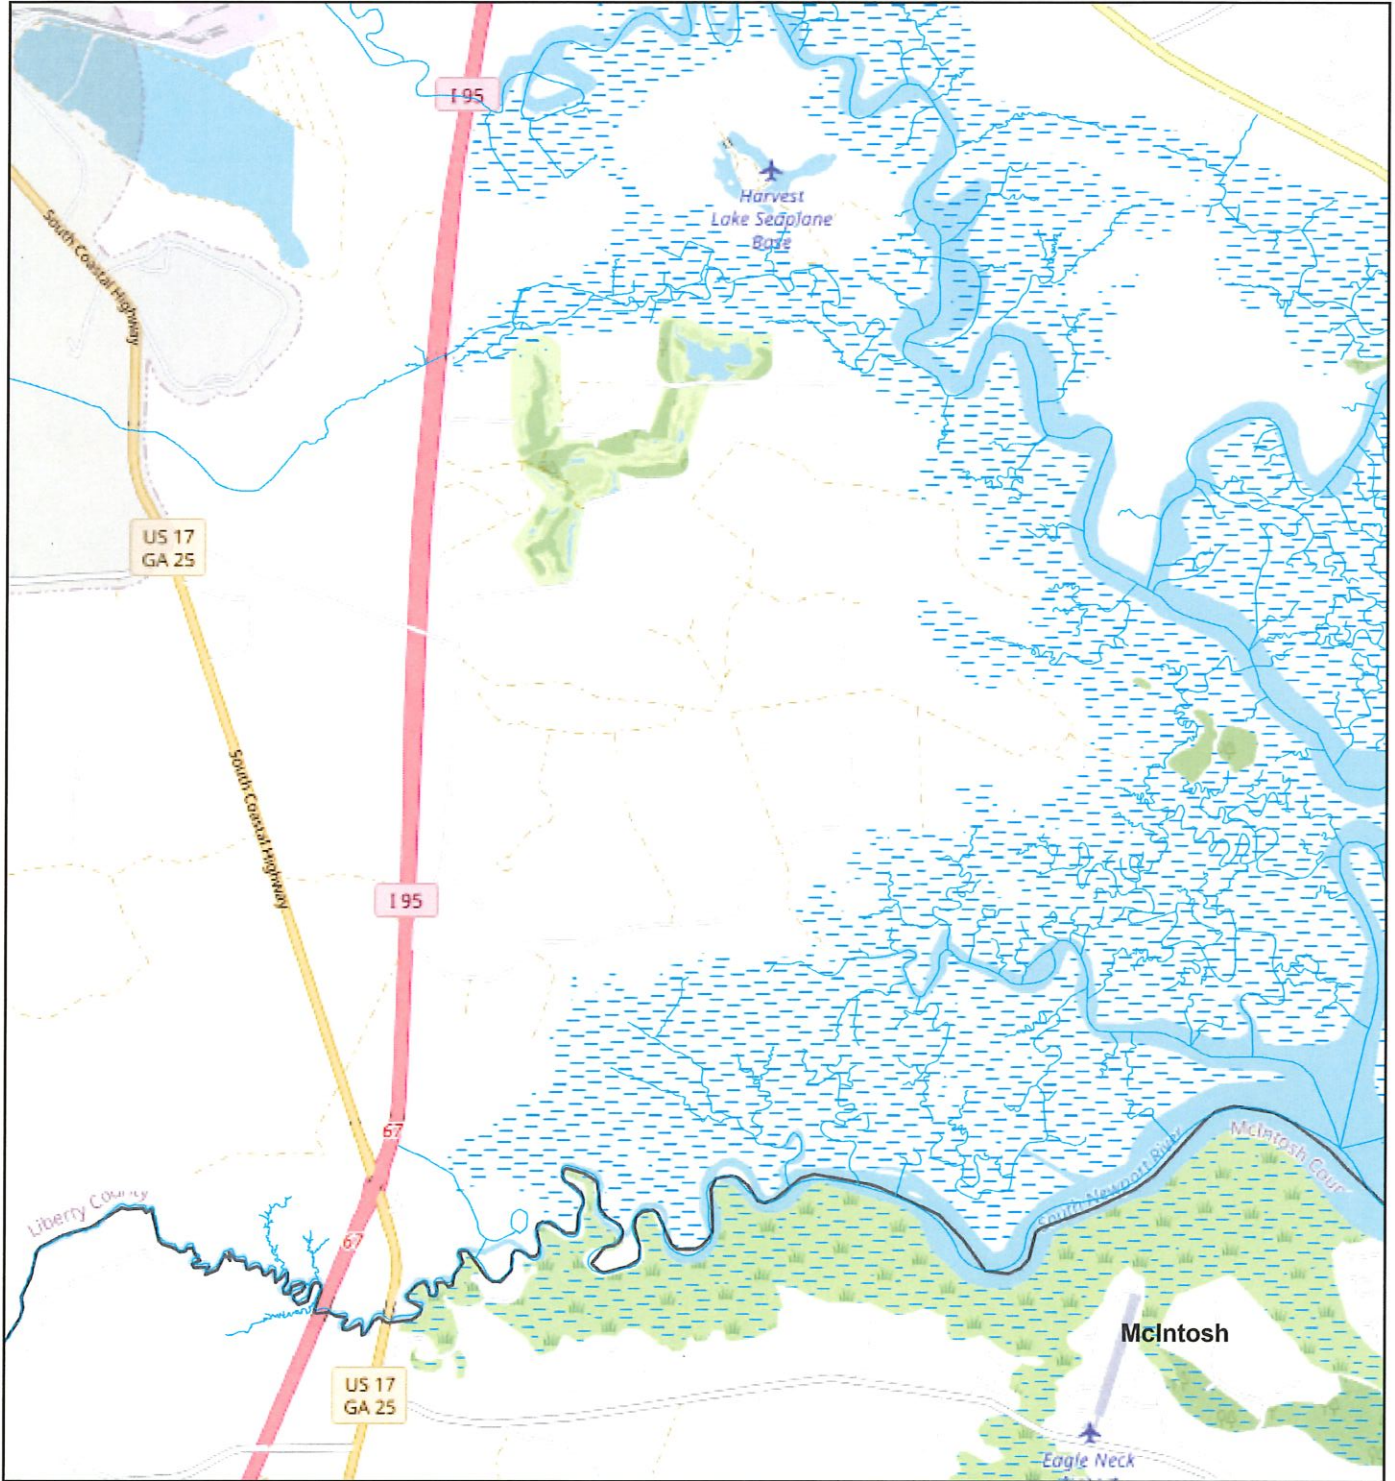 I 95
Harvest
Lake Seaplane
Base
South Coastal Highway
US 17
GA 25
South Coastal Highway
I 95
67
Liberty County
67
South Newport River
McIntosh Coun
McIntosh
US 17
GA 25
Eagle Neck